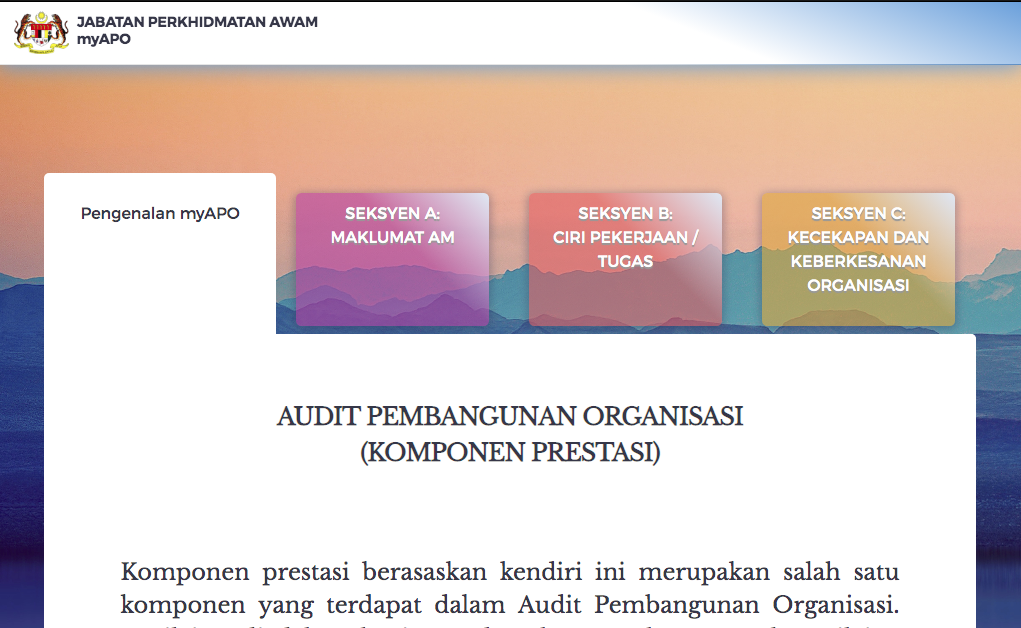 JABATAN PERKHIDMATAN AWAM
myAPO
Pengenalan myAPO
SEKSYEN A:
MAKLUMAT AM
SEKSYEN B:
CIRI PEKERJAAN /
TUGAS
SEKSYEN C:
KECEKAPAN DAN
KEBERKESANAN
ORGANISASI
AUDIT PEMBANGUNAN ORGANISASI
(KOMPONEN PRESTASI)
Komponen prestasi berasaskan kendiri ini merupakan salah satu
komponen yang terdapat dalam Audit Pembangunan Organisasi.